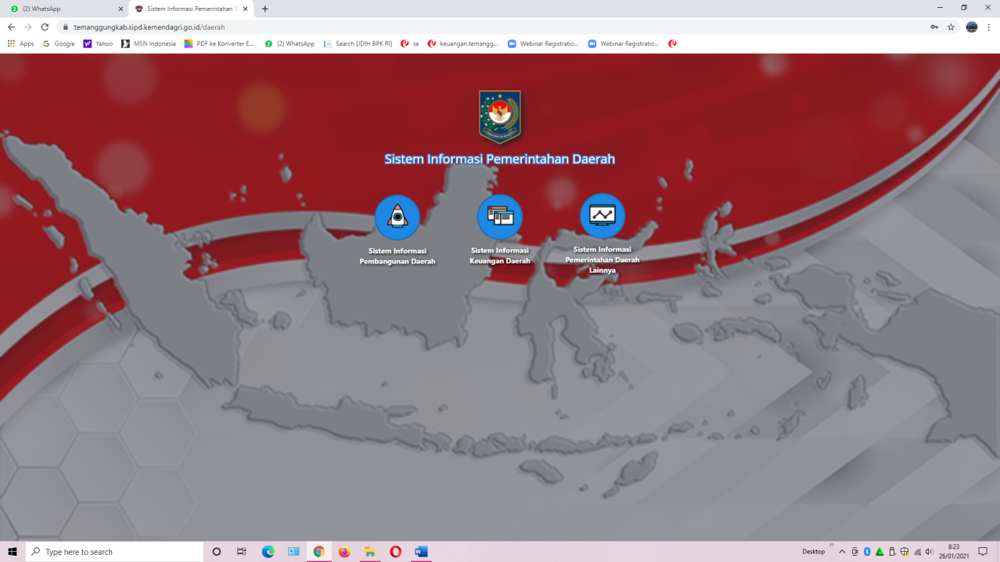 (2) WhatsApp
Sistem Informasi Pemerintahan D
temanggungkab.sipd.kemendagri.go.id/daerah
Apps Google Yahoo MSN Indonesia PDF ke Konverter E... (2) WhatsApp Search [JDIH BPK RI] se keuangan.temangg... Webinar Registratio... Webinar Registratio...
Sistem Informasi Pemerintahan Daerah
Sistem Informasi
Pembangunan Daerah
Sistem Informasi
Keuangan Daerah
Sistem Informasi
Pemerintahan Daerah
Lainnya
Type here to search
Desktop
8:23
26/01/2021